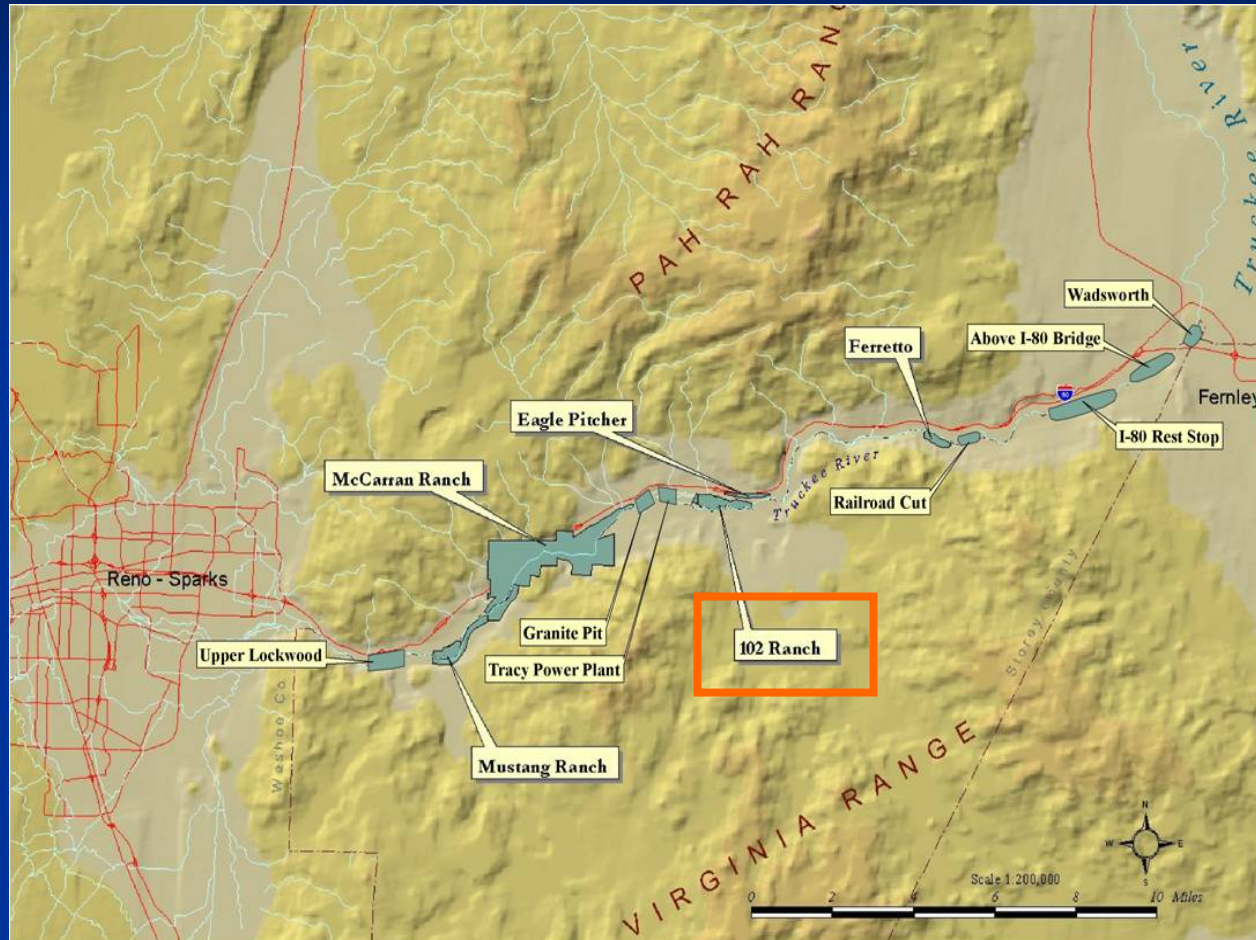 PAH RAH RANG
Truckee River
Wadsworth
Above I-80 Bridge
Ferretto
80
Fernley
Eagle Pitcher
I-80 Rest Stop
McCarran Ranch
Truckee River
Railroad Cut
Reno - Sparks
Granite Pit
102 Ranch
Upper Lockwood
Tracy Power Plant
Washoe Co
Mustang Ranch
VIRGINIA RANGE
N
W E
S
Scale 1:200,000
0 2 4 6 8 10 Miles